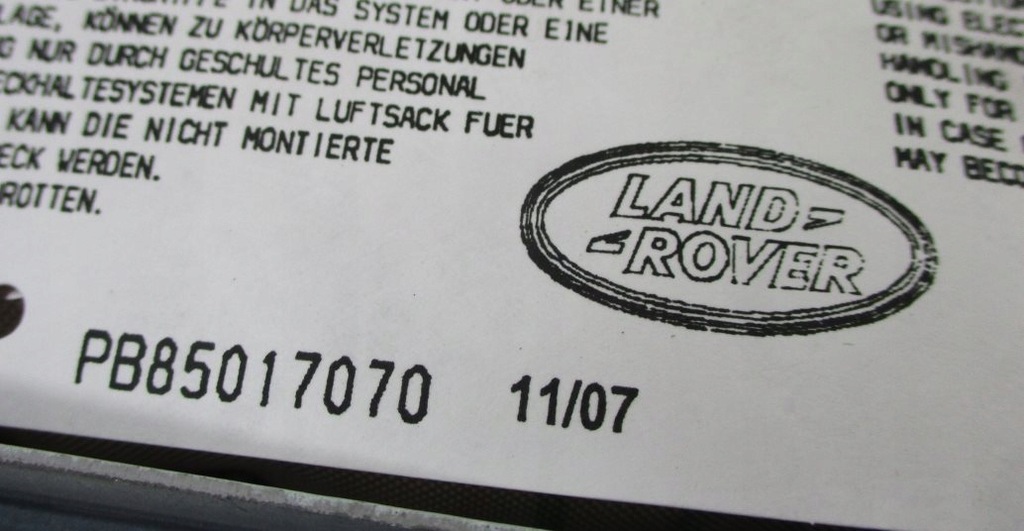 IN DAS SYSTEM ODER EINE
LAGE, KÖNNEN ZU KÖRPERVERLETZUNGEN
NUR DURCH GESCHULTES PERSONAL
MIT LUFTSACK FUER
KANN DIE NICHT MONTIERTE
WERDEN.
ROTTEN.
USING
OR
HANDLING
ONLY FOR
IN CASE
MAY
LAND
ROVER
PB85017070 11/07